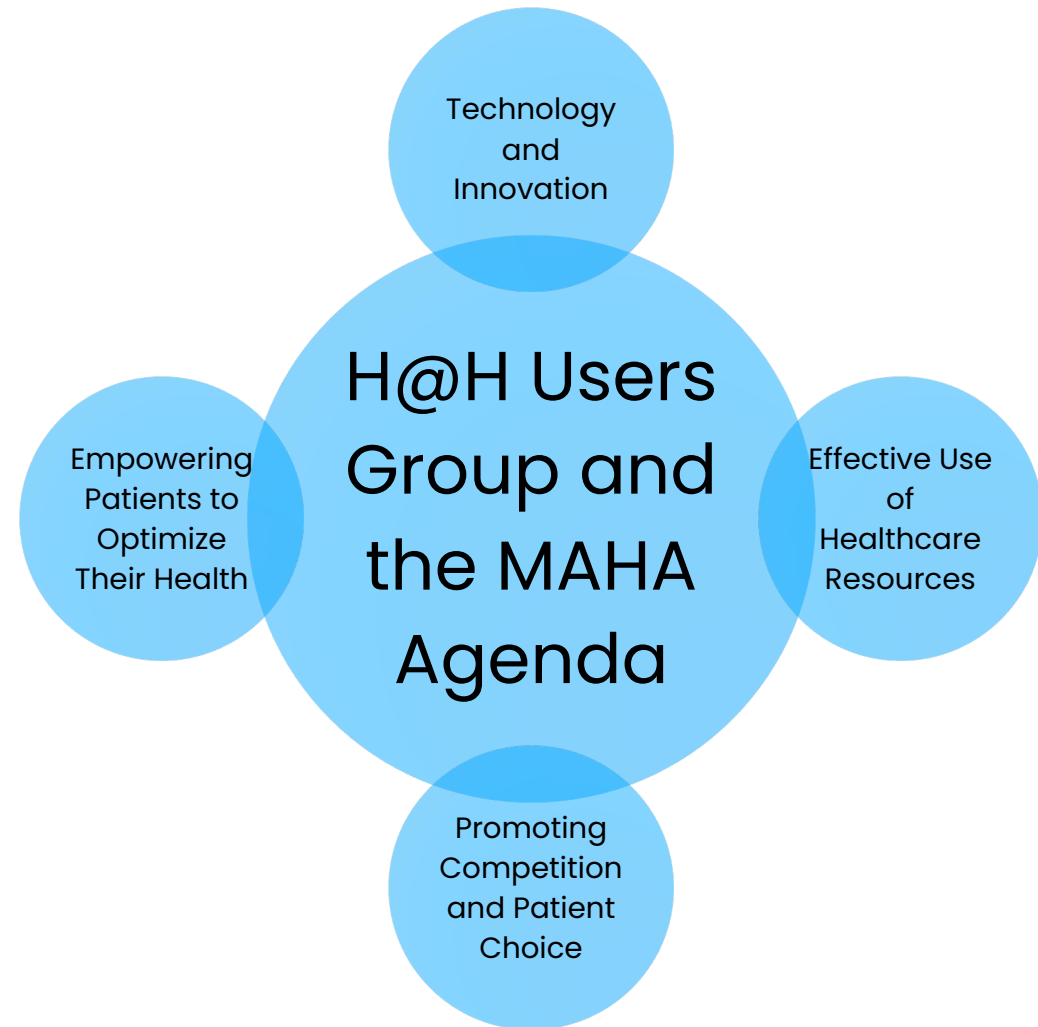 Technology
and
Innovation
H@H Users
Group and
the MAHA
Agenda
Empowering
Patients to
Optimize
Their Health
Effective Use
of
Healthcare
Resources
Promoting
Competition
and Patient
Choice